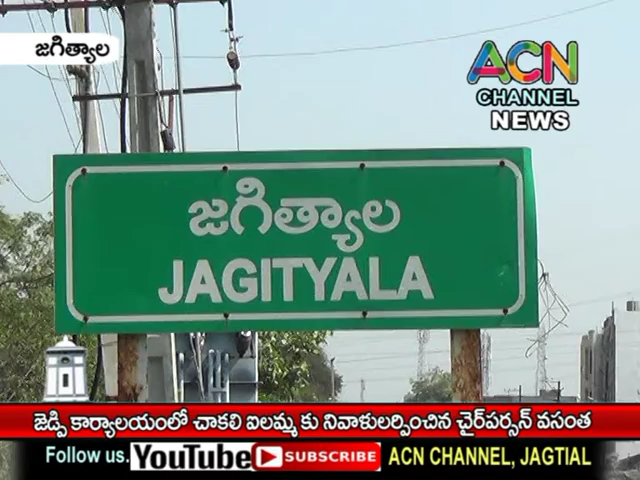 జగిత్యాల
ACN
CHANNEL
NEWS
జగిత్యాల
JAGITYALA
జెడ్పి కార్యాలయంలో చాకలి ఐలమ్మ కు నివాళులర్పించిన చైర్‌పర్సన్ వసంత
Follow us. YouTube SUBSCRIBE ACN CHANNEL, JAGTIAL